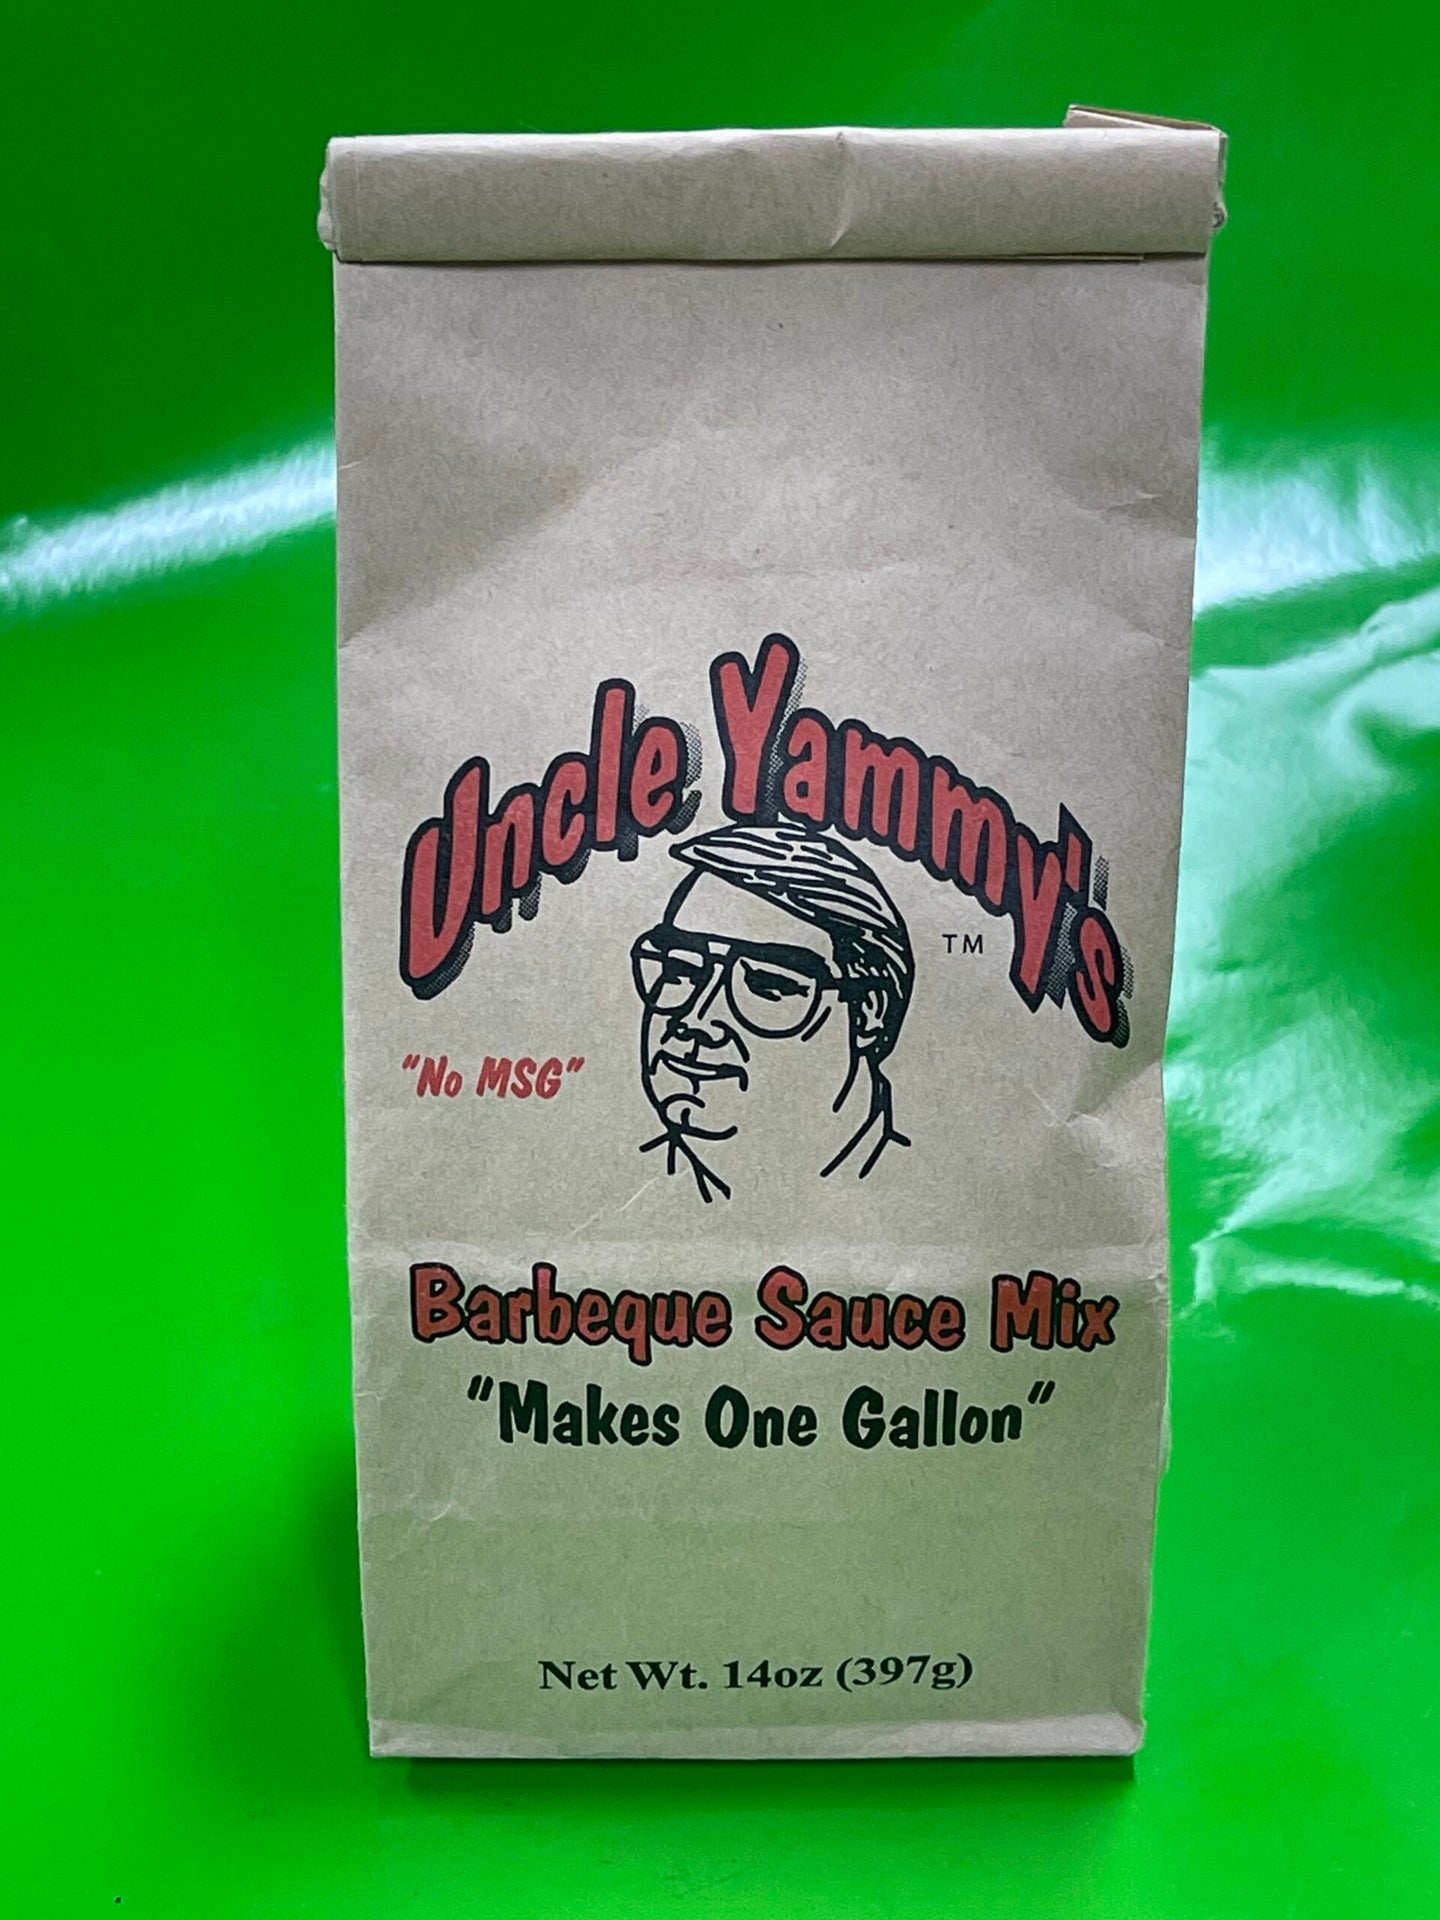 Uncle Yammy's
TM
"No MSG"
Barbeque Sauce Mix
"Makes One Gallon"
Net Wt. 14oz (397g)